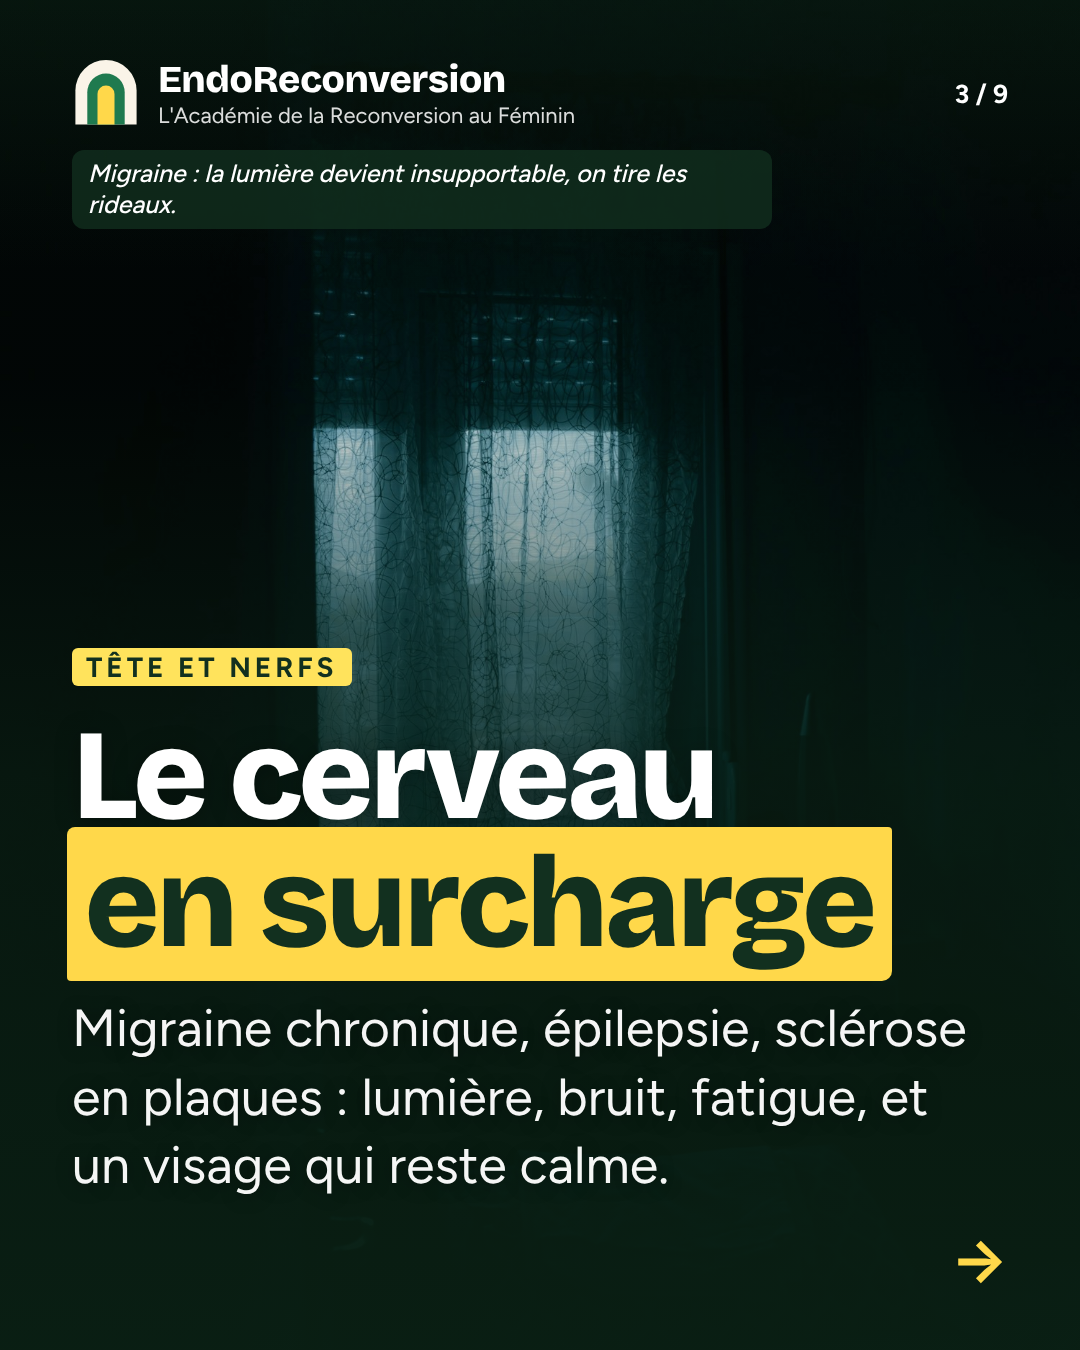 EndoReconversion
L'Académie de la Reconversion au Féminin
3 / 9
Migraine : la lumière devient insupportable, on tire les
rideaux.
TÊTE ET NERFS
Le cerveau
en surcharge
Migraine chronique, épilepsie, sclérose
en plaques : lumière, bruit, fatigue, et
un visage qui reste calme.